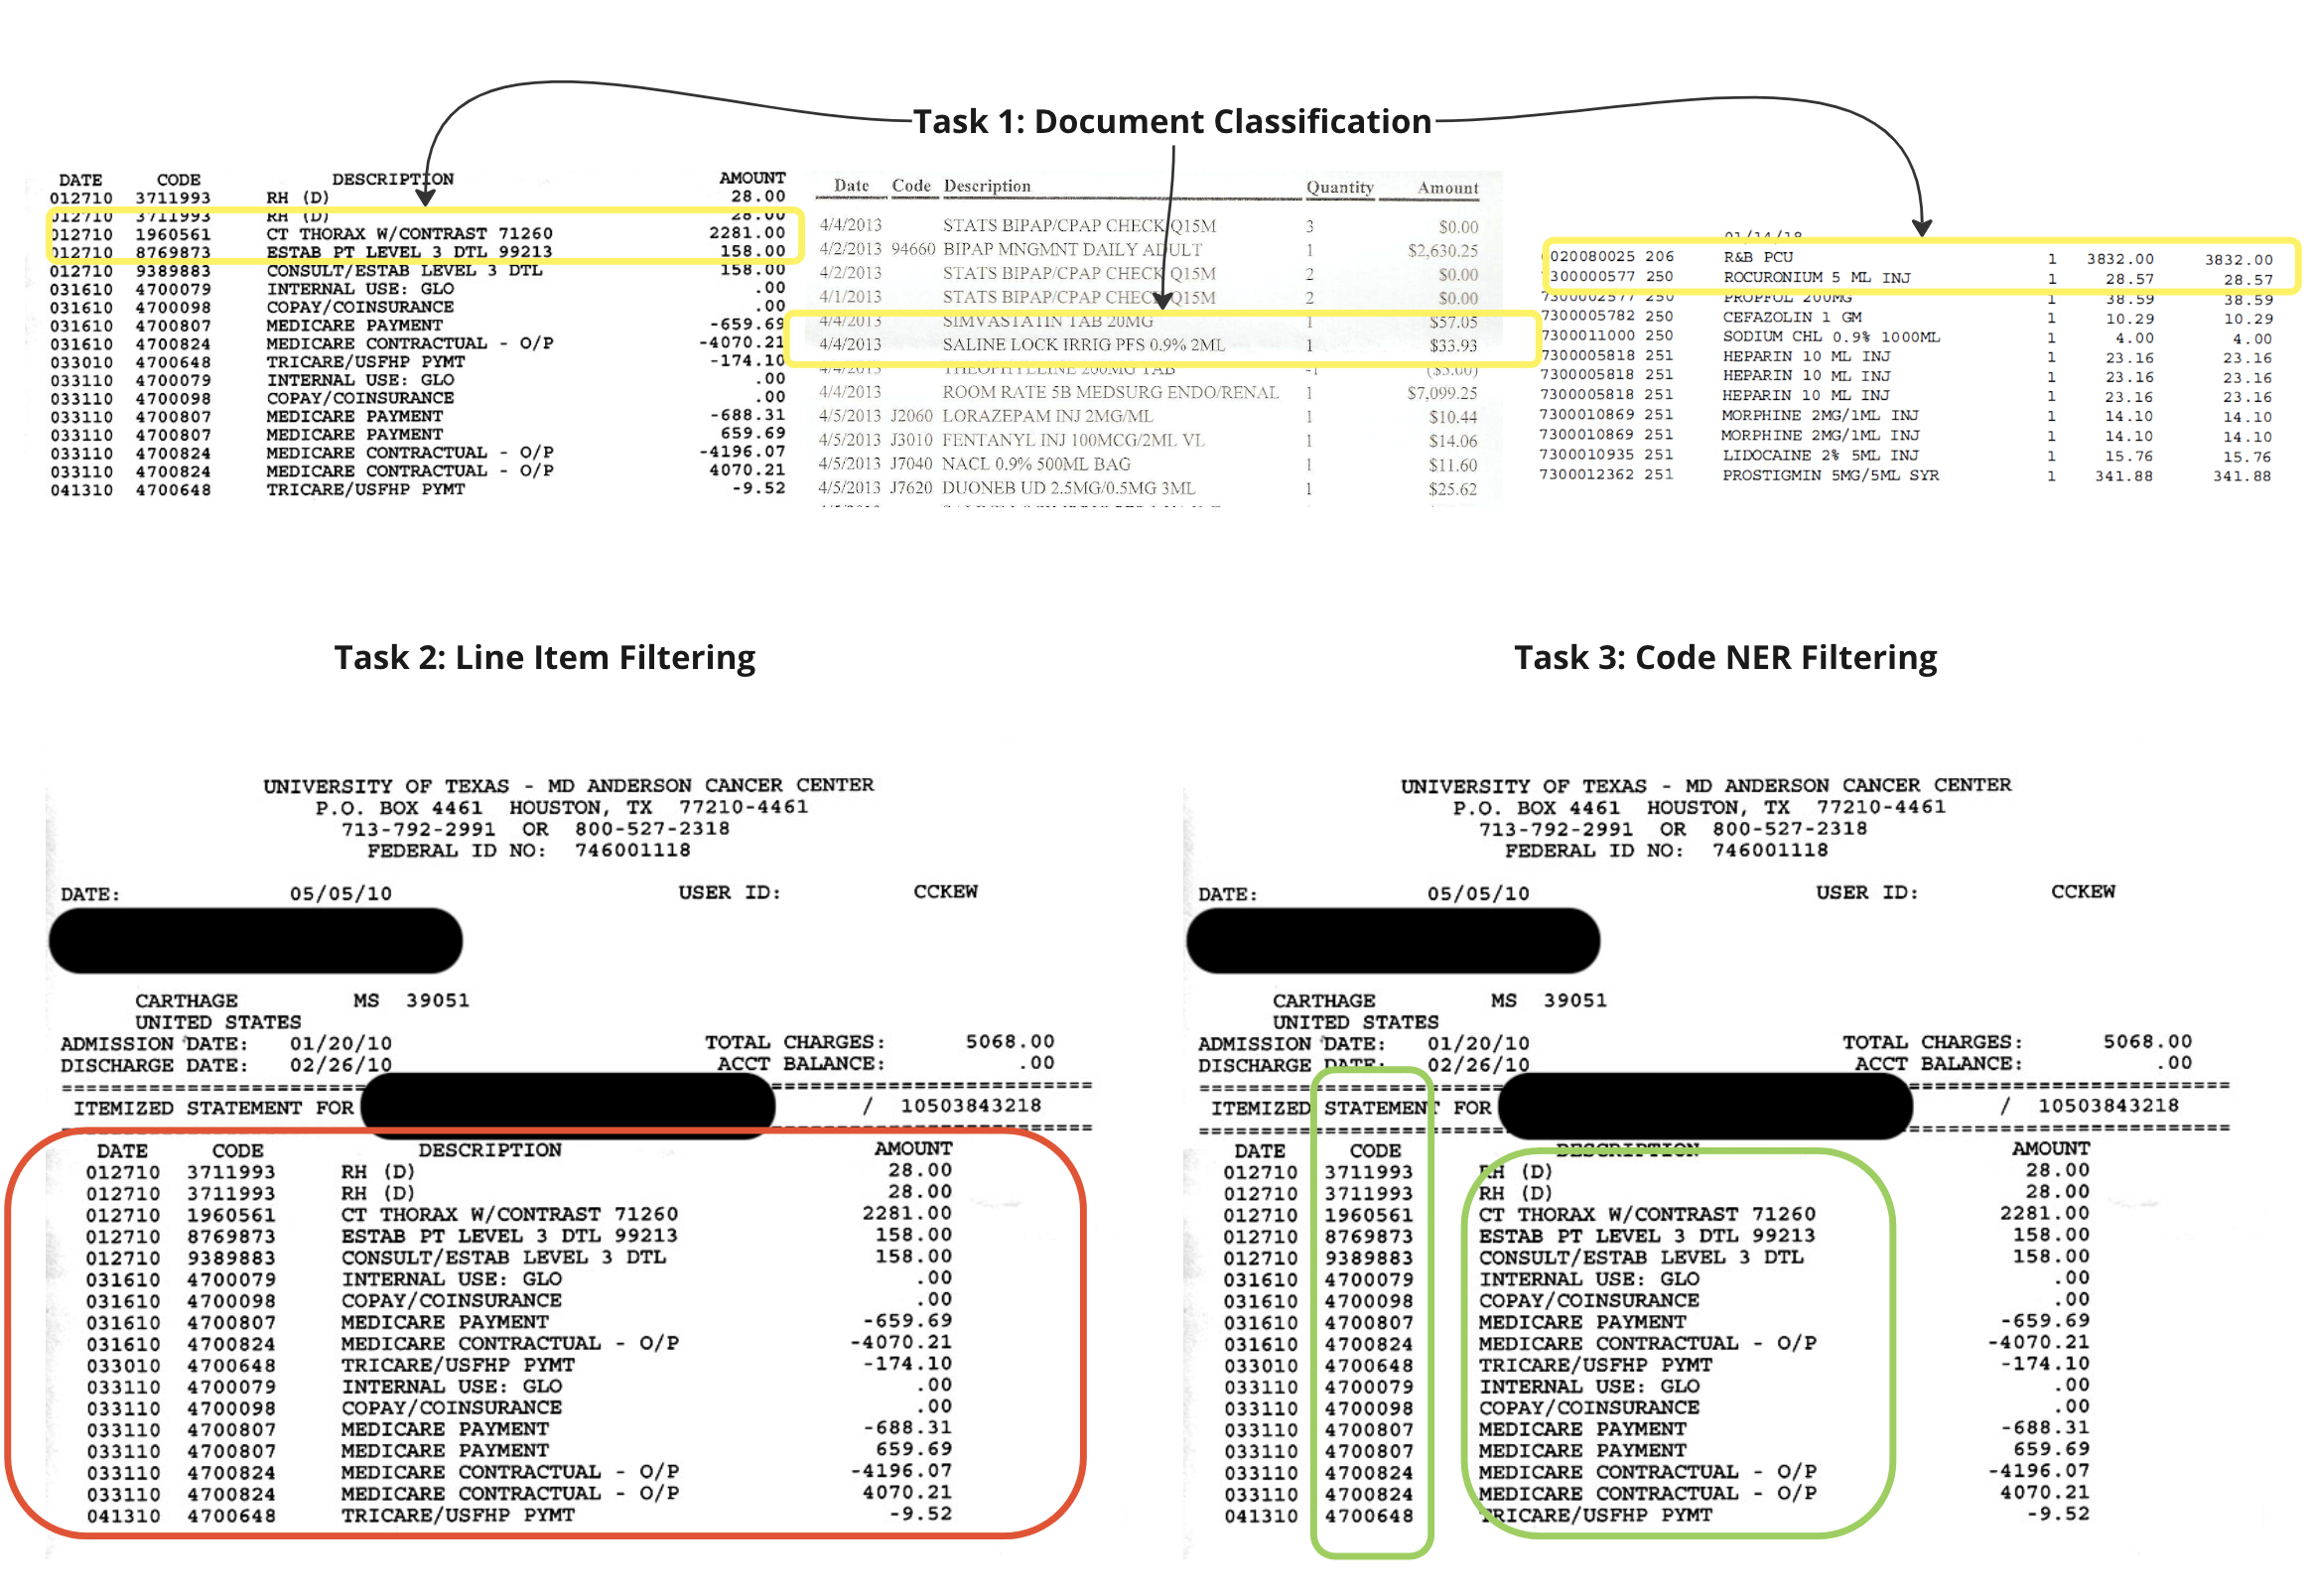 Task 1: Document Classification
DATE CODE DESCRIPTION AMOUNT
012710 3711993 RH (D) 28.00
012710 3711993 RH (D) 28.00
012710 1960561 CT THORAX W/CONTRAST 71260 2281.00
012710 8769873 ESTAB PT LEVEL 3 DTL 99213 158.00
012710 9389883 CONSULT/ESTAB LEVEL 3 DTL 158.00
031610 4700079 INTERNAL USE: GLO .00
031610 4700098 COPAY/COINSURANCE .00
031610 4700807 MEDICARE PAYMENT -659.69
031610 4700824 MEDICARE CONTRACTUAL - O/P -4070.21
033010 4700648 TRICARE/USFHP PYMT -174.10
033110 4700079 INTERNAL USE: GLO .00
033110 4700098 COPAY/COINSURANCE .00
033110 4700807 MEDICARE PAYMENT -688.31
033110 4700807 MEDICARE PAYMENT 659.69
033110 4700824 MEDICARE CONTRACTUAL - O/P -4196.07
033110 4700824 MEDICARE CONTRACTUAL - O/P 4070.21
041310 4700648 TRICARE/USFHP PYMT -9.52
Date Code Description Quantity Amount
4/4/2013 STATS BIPAP/CPAP CHECK Q15M 3 $0.00
4/2/2013 94660 BIPAP MNGMNT DAILY ADULT 1 $2,630.25
4/2/2013 STATS BIPAP/CPAP CHECK Q15M 2 $0.00
4/1/2013 STATS BIPAP/CPAP CHECK Q15M 2 $0.00
4/4/2013 SIMVASTATIN TAB 20MG 1 $57.05
4/4/2013 SALINE LOCK IRRIG PFS 0.9% 2ML 1 $33.93
4/4/2013 THEOPHYLLINE 200MG TAB -1 ($5.00)
4/4/2013 ROOM RATE 5B MEDSURG ENDO/RENAL 1 $7,099.25
4/5/2013 J2060 LORAZEPAM INJ 2MG/ML 1 $10.44
4/5/2013 J3010 FENTANYL INJ 100MCG/2ML VL 1 $14.06
4/5/2013 J7040 NACL 0.9% 500ML BAG 1 $11.60
4/5/2013 J7620 DUONEB UD 2.5MG/0.5MG 3ML 1 $25.62
01/14/18
020080025 206 R&B PCU 1 3832.00 3832.00
7300000577 250 ROCURONIUM 5 ML INJ 1 28.57 28.57
7300002577 250 PROPFOL 200MG 1 38.59 38.59
7300005782 250 CEFAZOLIN 1 GM 1 10.29 10.29
7300011000 250 SODIUM CHL 0.9% 1000ML 1 4.00 4.00
7300005818 251 HEPARIN 10 ML INJ 1 23.16 23.16
7300005818 251 HEPARIN 10 ML INJ 1 23.16 23.16
7300005818 251 HEPARIN 10 ML INJ 1 23.16 23.16
7300010869 251 MORPHINE 2MG/1ML INJ 1 14.10 14.10
7300010869 251 MORPHINE 2MG/1ML INJ 1 14.10 14.10
7300010935 251 LIDOCAINE 2% 5ML INJ 1 15.76 15.76
7300012362 251 PROSTIGMIN 5MG/5ML SYR 1 341.88 341.88
Task 2: Line Item Filtering
UNIVERSITY OF TEXAS - MD ANDERSON CANCER CENTER
P.O. BOX 4461 HOUSTON, TX 77210-4461
713-792-2991 OR 800-527-2318
FEDERAL ID NO: 746001118
DATE: 05/05/10 USER ID: CCKEW
CARTHAGE MS 39051
UNITED STATES
ADMISSION DATE: 01/20/10 TOTAL CHARGES: 5068.00
DISCHARGE DATE: 02/26/10 ACCT BALANCE: .00
ITEMIZED STATEMENT FOR / 10503843218
DATE CODE DESCRIPTION AMOUNT
012710 3711993 RH (D) 28.00
012710 3711993 RH (D) 28.00
012710 1960561 CT THORAX W/CONTRAST 71260 2281.00
012710 8769873 ESTAB PT LEVEL 3 DTL 99213 158.00
012710 9389883 CONSULT/ESTAB LEVEL 3 DTL 158.00
031610 4700079 INTERNAL USE: GLO .00
031610 4700098 COPAY/COINSURANCE .00
031610 4700807 MEDICARE PAYMENT -659.69
031610 4700824 MEDICARE CONTRACTUAL - O/P -4070.21
033010 4700648 TRICARE/USFHP PYMT -174.10
033110 4700079 INTERNAL USE: GLO .00
033110 4700098 COPAY/COINSURANCE .00
033110 4700807 MEDICARE PAYMENT -688.31
033110 4700807 MEDICARE PAYMENT 659.69
033110 4700824 MEDICARE CONTRACTUAL - O/P -4196.07
033110 4700824 MEDICARE CONTRACTUAL - O/P 4070.21
041310 4700648 TRICARE/USFHP PYMT -9.52
Task 3: Code NER Filtering
UNIVERSITY OF TEXAS - MD ANDERSON CANCER CENTER
P.O. BOX 4461 HOUSTON, TX 77210-4461
713-792-2991 OR 800-527-2318
FEDERAL ID NO: 746001118
DATE: 05/05/10 USER ID: CCKEW
CARTHAGE MS 39051
UNITED STATES
ADMISSION DATE: 01/20/10 TOTAL CHARGES: 5068.00
DISCHARGE DATE: 02/26/10 ACCT BALANCE: .00
ITEMIZED STATEMENT FOR / 10503843218
DATE CODE DESCRIPTION AMOUNT
012710 3711993 RH (D) 28.00
012710 3711993 RH (D) 28.00
012710 1960561 CT THORAX W/CONTRAST 71260 2281.00
012710 8769873 ESTAB PT LEVEL 3 DTL 99213 158.00
012710 9389883 CONSULT/ESTAB LEVEL 3 DTL 158.00
031610 4700079 INTERNAL USE: GLO .00
031610 4700098 COPAY/COINSURANCE .00
031610 4700807 MEDICARE PAYMENT -659.69
031610 4700824 MEDICARE CONTRACTUAL - O/P -4070.21
033010 4700648 TRICARE/USFHP PYMT -174.10
033110 4700079 INTERNAL USE: GLO .00
033110 4700098 COPAY/COINSURANCE .00
033110 4700807 MEDICARE PAYMENT -688.31
033110 4700807 MEDICARE PAYMENT 659.69
033110 4700824 MEDICARE CONTRACTUAL - O/P -4196.07
033110 4700824 MEDICARE CONTRACTUAL - O/P 4070.21
041310 4700648 TRICARE/USFHP PYMT -9.52